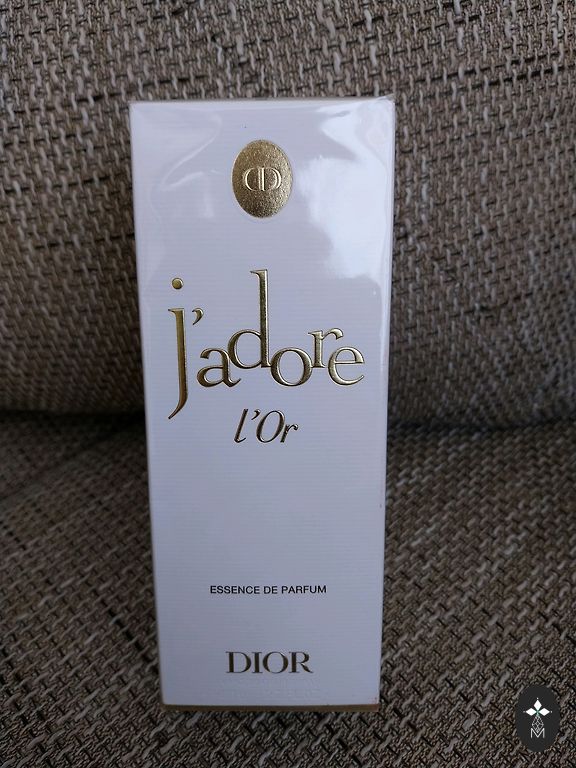 CD
j'adore
l'Or
ESSENCE DE PARFUM
DIOR
M